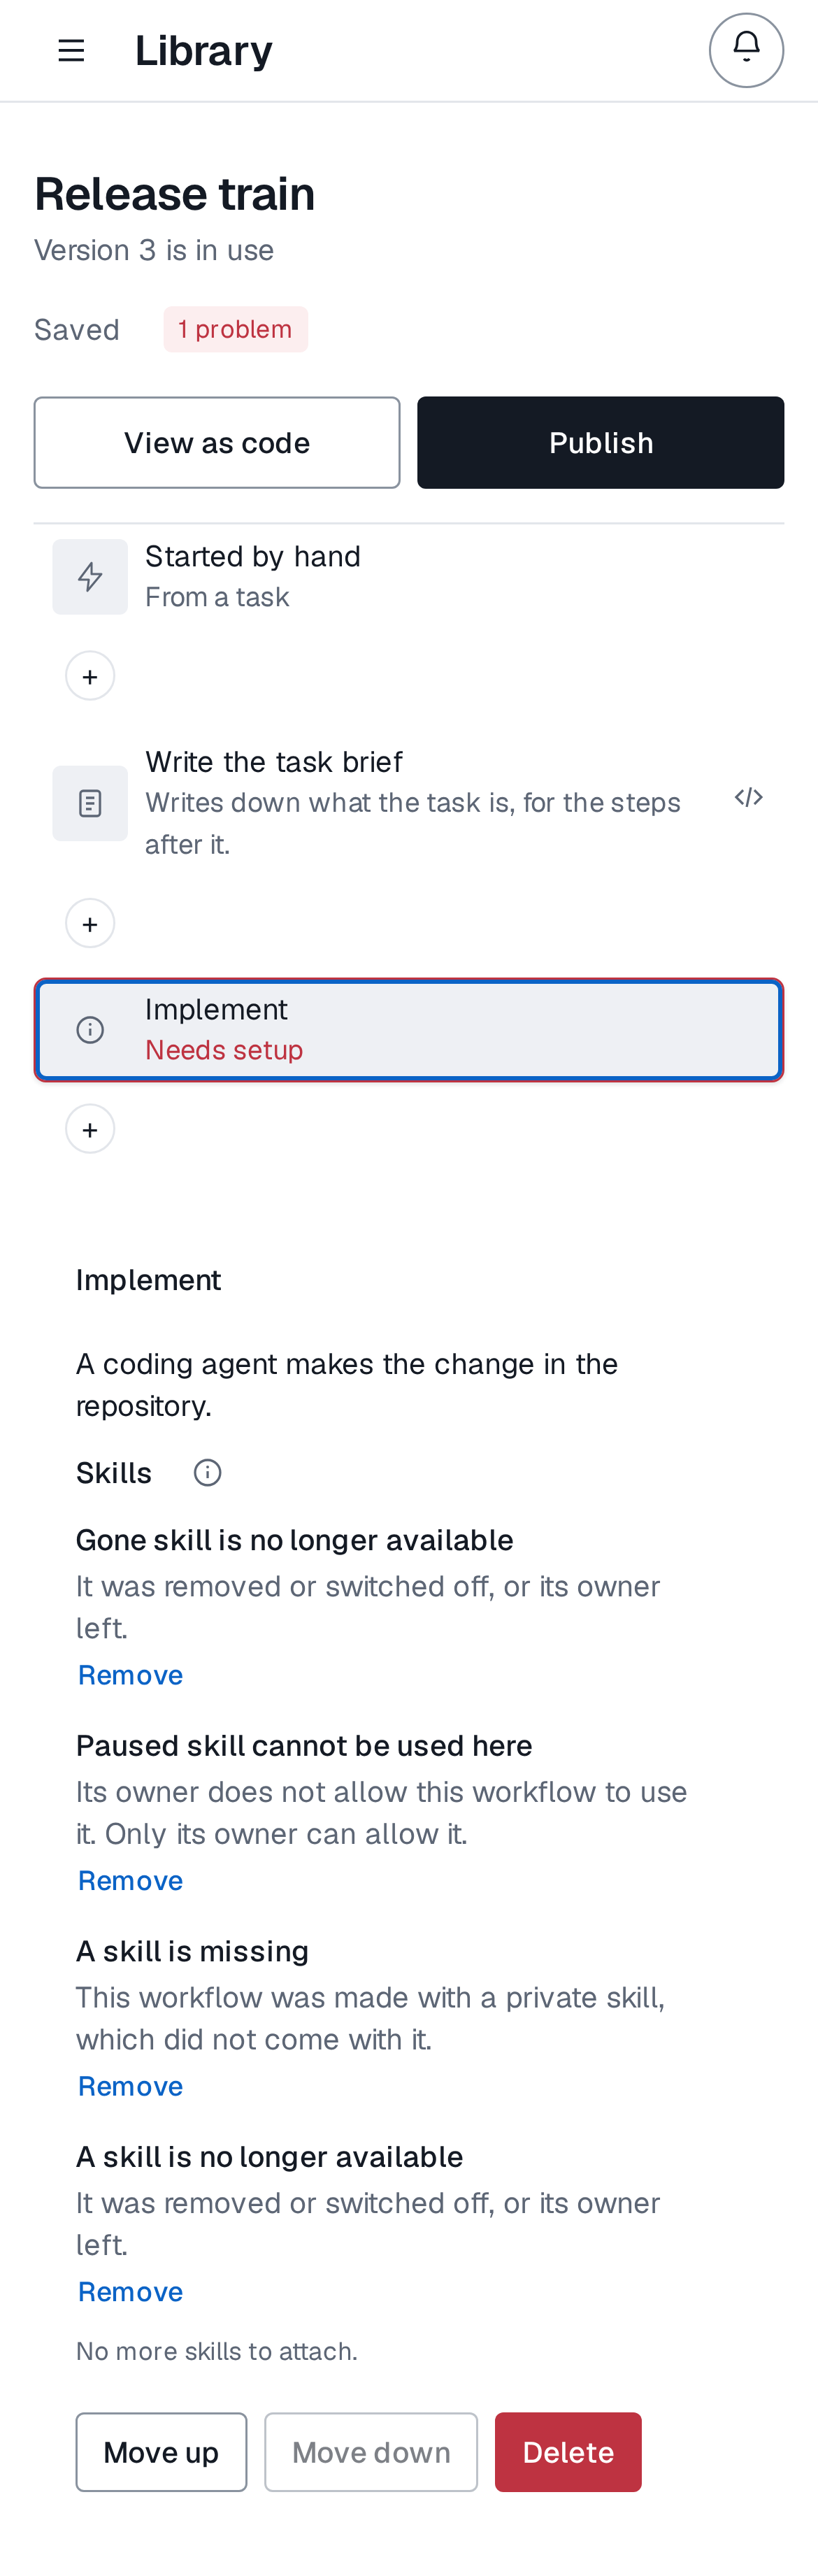 Library
Release train
Version 3 is in use
Saved
1 problem
View as code
Publish
Started by hand
From a task
+
Write the task brief
Writes down what the task is, for the steps
after it.
</>
+
Implement
Needs setup
+
Implement
A coding agent makes the change in the
repository.
Skills
Gone skill is no longer available
It was removed or switched off, or its owner
left.
Remove
Paused skill cannot be used here
Its owner does not allow this workflow to use
it. Only its owner can allow it.
Remove
A skill is missing
This workflow was made with a private skill,
which did not come with it.
Remove
A skill is no longer available
It was removed or switched off, or its owner
left.
Remove
No more skills to attach.
Move up
Move down
Delete